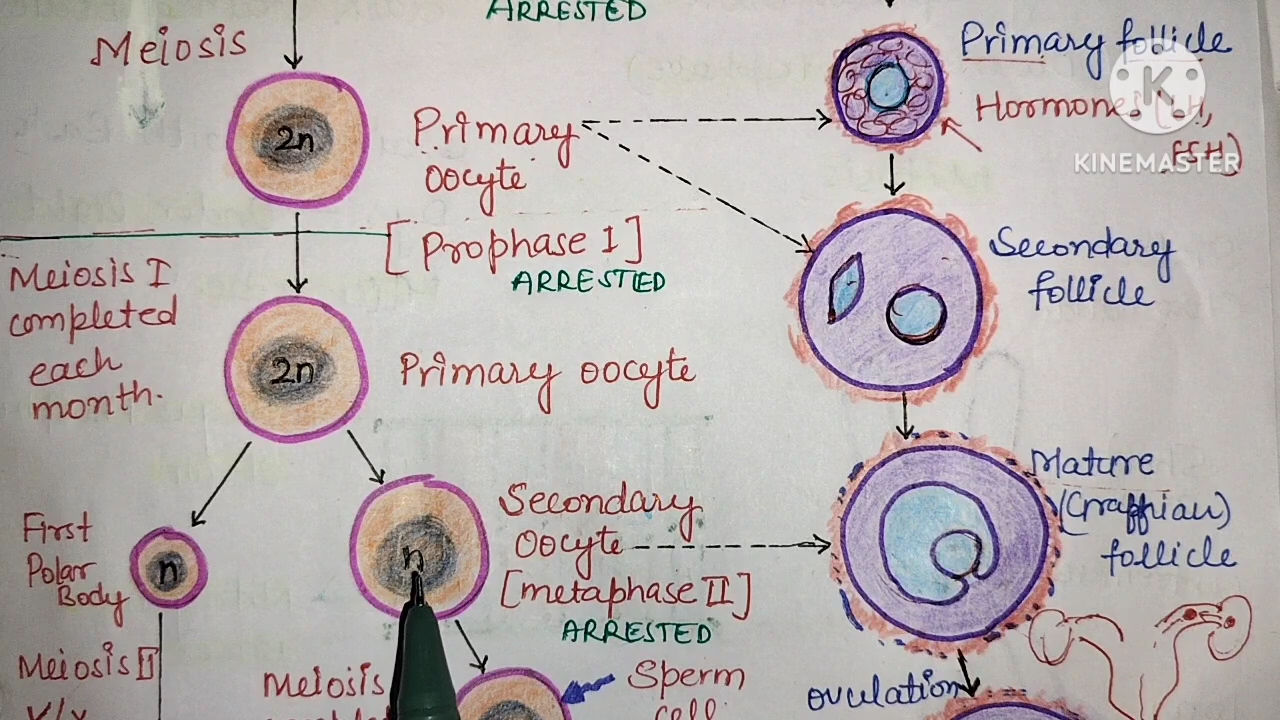 ARRESTED
Meiosis
2n
Primary
oocyte
[Prophase I]
ARRESTED
Primary follicle
KINEMASTER
Meiosis I
completed
each
month.
2n
Primary oocyte
Secondary
follicle
First
Polar
Body
n
n
Secondary
Oocyte
[metaphase II]
ARRESTED
Mature
(Graffian)
follicle
Meiosis II
Meiosis
Sperm
cell
ovulation